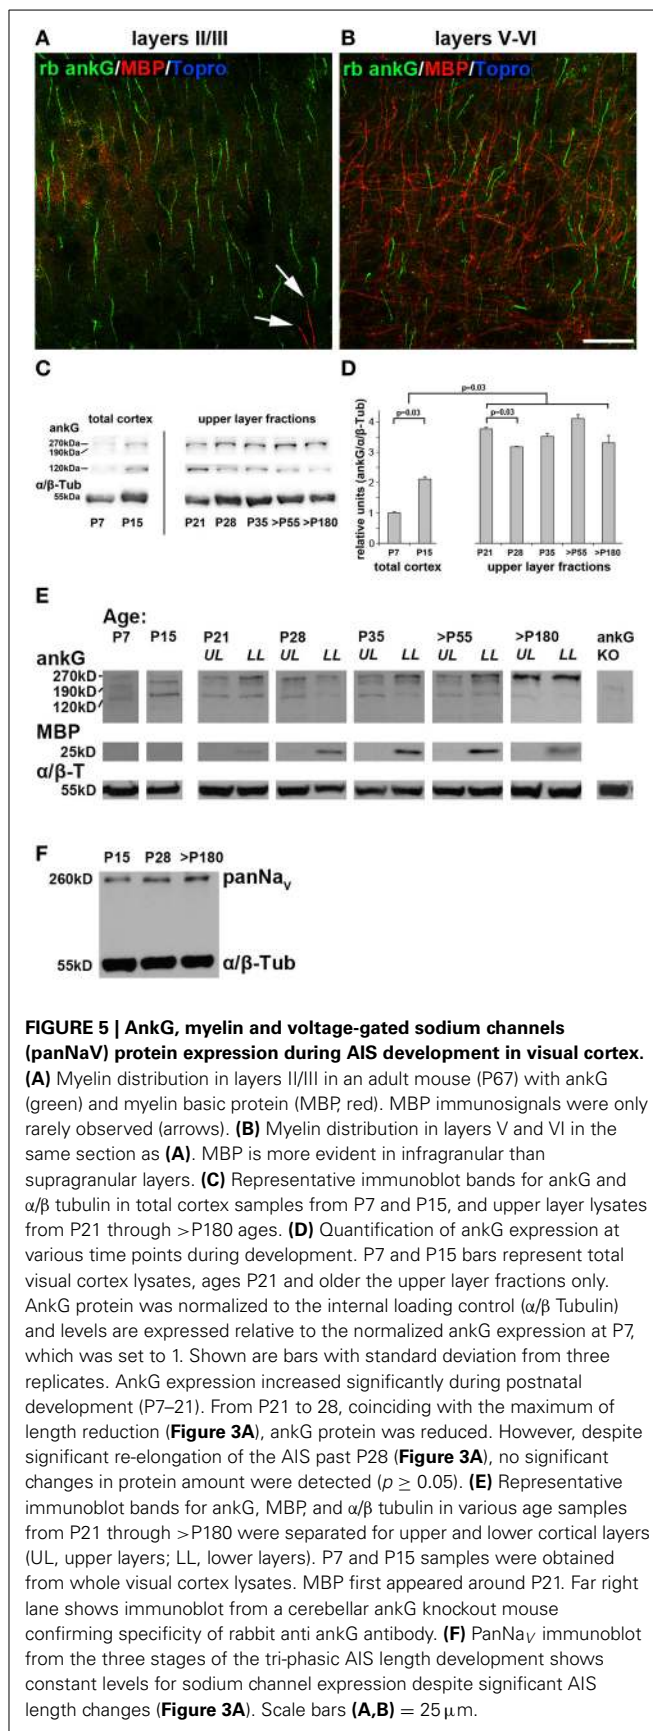 A layers II/III B layers V-VI
rb ankG/MBP/Topro rb ankG/MBP/Topro
C D
total cortex upper layer fractions
ankG
270kDa
190kDa
120kDa
α/β-Tub
55kDa
P7 P15 P21 P28 P35 >P55 >P180
relative units (ankG/α/β-Tub)
p=0.03
p=0.03 p=0.03
4
3
2
1
0
P7 P15 P21 P28 P35 >P55 >P180
total cortex upper layer fractions
E
Age:
P7 P15 P21 P28 P35 >P55 >P180 ankG
ankG UL LL UL LL UL LL UL LL UL LL KO
270kD
190kD
120kD
MBP
25kD
α/β-T
55kD
F
P15 P28 >P180
260kD panNaV
55kD α/β-Tub
FIGURE 5 | AnkG, myelin and voltage-gated sodium channels
(panNaV) protein expression during AIS development in visual cortex.
(A) Myelin distribution in layers II/III in an adult mouse (P67) with ankG
(green) and myelin basic protein (MBP, red). MBP immunosignals were only
rarely observed (arrows). (B) Myelin distribution in layers V and VI in the
same section as (A). MBP is more evident in infragranular than
supragranular layers. (C) Representative immunoblot bands for ankG and
α/β tubulin in total cortex samples from P7 and P15, and upper layer lysates
from P21 through >P180 ages. (D) Quantification of ankG expression at
various time points during development. P7 and P15 bars represent total
visual cortex lysates, ages P21 and older the upper layer fractions only.
AnkG protein was normalized to the internal loading control (α/β Tubulin)
and levels are expressed relative to the normalized ankG expression at P7,
which was set to 1. Shown are bars with standard deviation from three
replicates. AnkG expression increased significantly during postnatal
development (P7–21). From P21 to 28, coinciding with the maximum of
length reduction (Figure 3A), ankG protein was reduced. However, despite
significant re-elongation of the AIS past P28 (Figure 3A), no significant
changes in protein amount were detected (p ≥ 0.05). (E) Representative
immunoblot bands for ankG, MBP, and α/β tubulin in various age samples
from P21 through >P180 were separated for upper and lower cortical layers
(UL, upper layers; LL, lower layers). P7 and P15 samples were obtained
from whole visual cortex lysates. MBP first appeared around P21. Far right
lane shows immunoblot from a cerebellar ankG knockout mouse
confirming specificity of rabbit anti ankG antibody. (F) PanNaV immunoblot
from the three stages of the tri-phasic AIS length development shows
constant levels for sodium channel expression despite significant AIS
length changes (Figure 3A). Scale bars (A,B) = 25 μm.